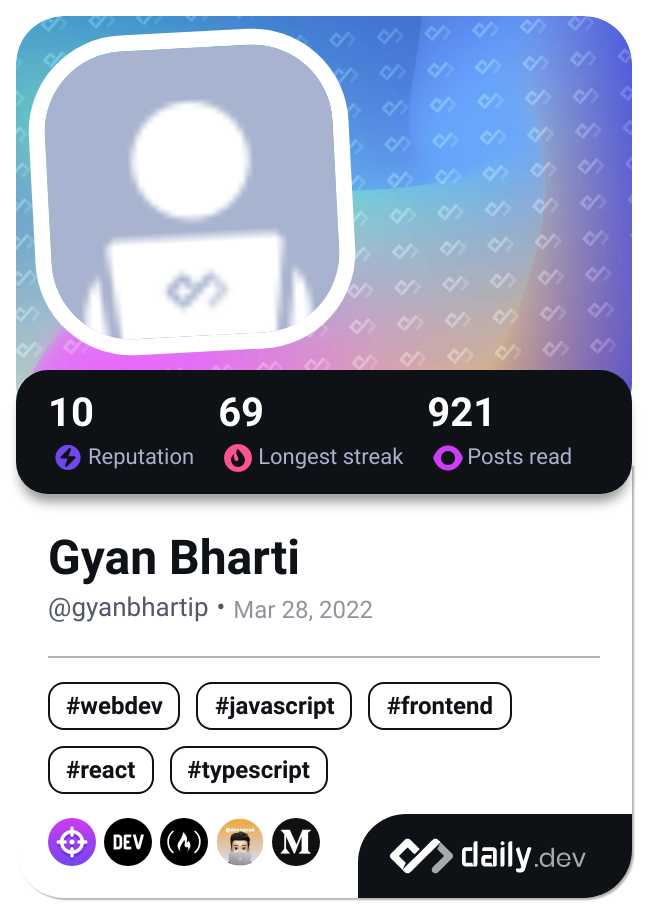 10 69 921
Reputation Longest streak Posts read
Gyan Bharti
@gyanbhartip • Mar 28, 2022
#webdev #javascript #frontend
#react #typescript
DEV M
daily.dev